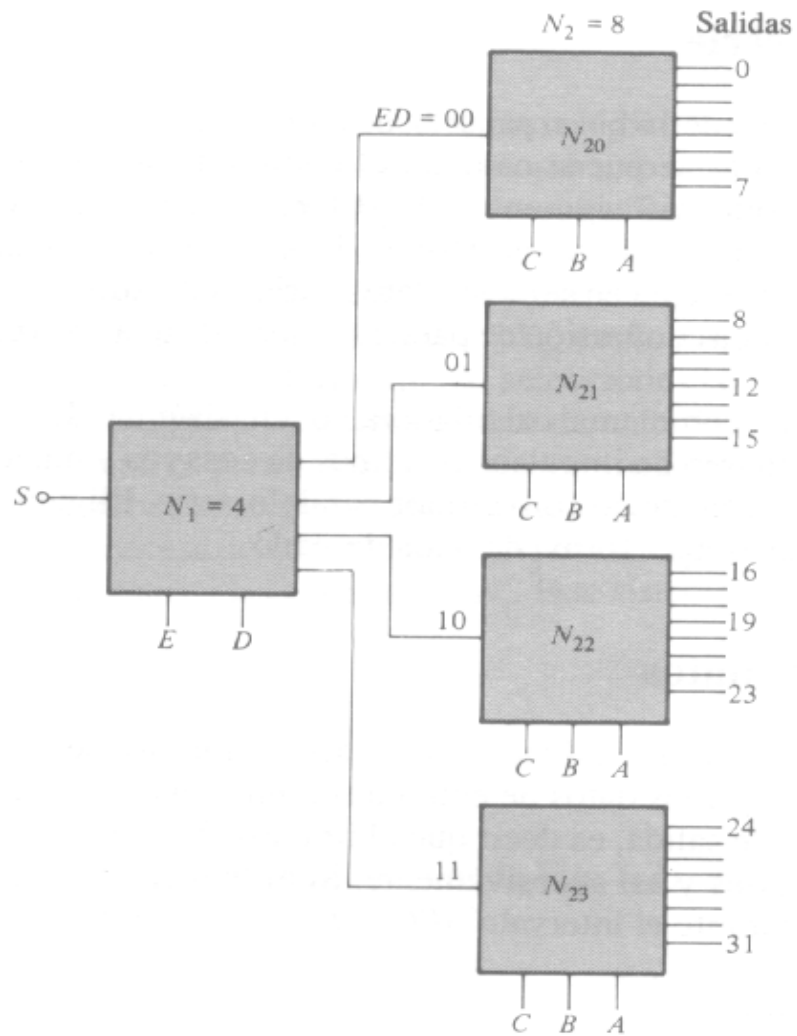 N₂ = 8
Salidas
ED = 00
N₂₀
0
7
C B A
01
N₂₁
8
12
15
C B A
S
N₁ = 4
E D
10
N₂₂
16
19
23
C B A
11
N₂₃
24
31
C B A